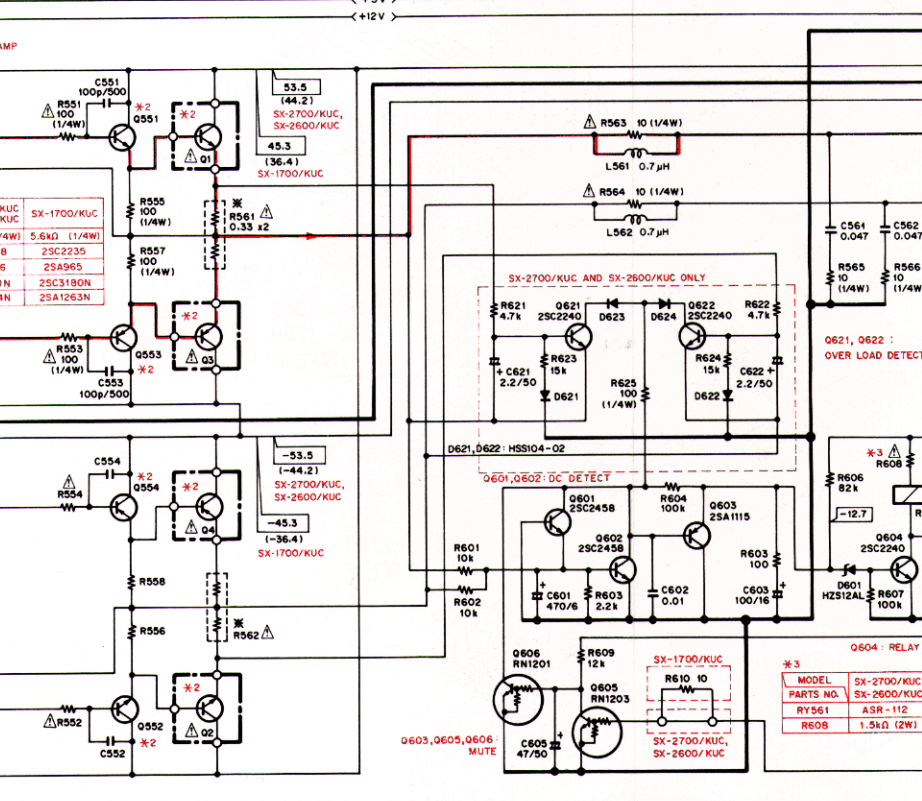 +5V
+12V
AMP
C551
100p/500
*2
Q551
R551
100
(1/4W)
*2
Q1
53.5
(44.2)
SX-2700/KUC,
SX-2600/KUC
45.3
(36.4)
SX-1700/KUC
R563 10 (1/4W)
L561 0.7μH
R564 10 (1/4W)
L562 0.7μH
R555
100
(1/4W)
※
R561
0.33 x2
KUC
KUC
SX-1700/KUC
/4W)
5.6kΩ (1/4W)
8
2SC2235
6
2SA965
N
2SC3180N
4N
2SA1263N
R557
100
(1/4W)
C561
0.047
C562
0.047
R565
10
(1/4W)
R566
10
(1/4W
SX-2700/KUC AND SX-2600/KUC ONLY
R621
4.7k
Q621
2SC2240
D623
D624
Q622
2SC2240
R622
4.7k
*2
Q3
R553
100
(1/4W)
Q553
*2
C553
100p/500
C621
2.2/50
R623
15k
D621
R625
100
(1/4W)
R624
15k
D622
C622
2.2/50
Q621, Q622 :
OVER LOAD DETECT
D621,D622: HSS104-02
Q601,Q602: DC DETECT
C554
*2
Q554
R554
*2
Q4
-53.5
(-44.2)
SX-2700/KUC,
SX-2600/KUC
-45.3
(-36.4)
SX-1700/KUC
Q601
2SC2458
R604
100k
Q603
2SA1115
Q602
2SC2458
*3
R608
R606
82k
-12.7
R
Q604
2SC2240
R601
10k
R602
10k
C601
470/6
R603
2.2k
C602
0.01
R603
100
C603
100/16
D601
HZS12AL
R607
100k
R558
R556
※
R562
Q604 : RELAY
Q606
RN1201
R609
12k
Q605
RN1203
SX-1700/KUC
R610 10
SX-2700/KUC,
SX-2600/KUC
*3
MODEL
PARTS NO.
SX-2700/KUC
SX-2600/KUC
RY561
ASR-112
R608
1.5kΩ (2W)
R552
Q552
*2
C552
*2
Q2
Q603,Q605,Q606:
MUTE
C605
47/50